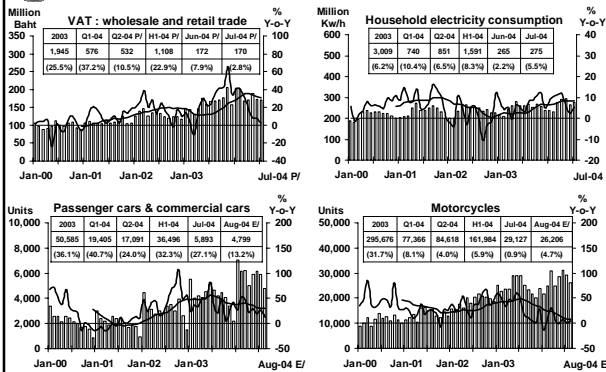 Million Baht
VAT : wholesale and retail trade
% Y-o-Y
2003 Q1-04 Q2-04 P/ H1-04 P/ Jun-04 P/ Jul-04 P/
1,945 576 532 1,108 172 170
(25.5%) (37.2%) (10.5%) (22.9%) (7.9%) (2.8%)
350 100
300 80
250 60
200 40
150 20
100 0
50 -20
0 -40
Jan-00 Jan-01 Jan-02 Jan-03 Jul-04 P/
Million Kw/h
Household electricity consumption
% Y-o-Y
2003 Q1-04 Q2-04 H1-04 Jun-04 Jul-04
3,009 740 851 1,591 265 275
(6.2%) (10.4%) (6.5%) (8.3%) (2.2%) (5.5%)
600 40
500 30
400 20
300 10
200 0
100 -10
0 -20
Jan-00 Jan-01 Jan-02 Jan-03 Jul-04
Units
Passenger cars & commercial cars
% Y-o-Y
2003 Q1-04 Q2-04 H1-04 Jul-04 Aug-04 E/
50,585 19,405 17,091 36,496 5,893 4,799
(36.1%) (40.7%) (24.0%) (32.3%) (27.1%) (13.2%)
10,000 200
8,000 150
6,000 100
4,000 50
2,000 0
0 -50
Jan-00 Jan-01 Jan-02 Jan-03 Aug-04 E/
Units
Motorcycles
% Y-o-Y
2003 Q1-04 Q2-04 H1-04 Jul-04 Aug-04 E/
295,676 77,366 84,618 161,984 29,127 26,206
(31.7%) (8.1%) (4.0%) (5.9%) (0.9%) (4.7%)
50,000 200
40,000 150
30,000 100
20,000 50
10,000 0
0 -50
Jan-00 Jan-01 Jan-02 Jan-03 Aug-04 E/